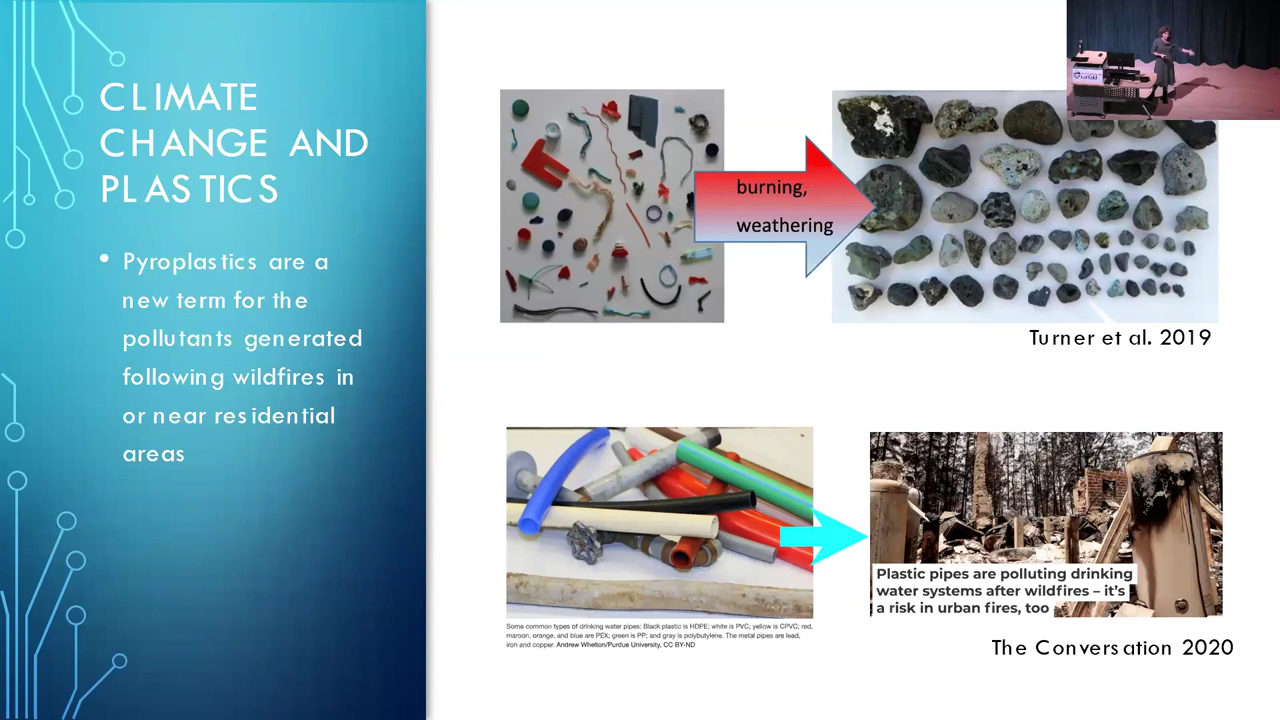 CLIMATE
CHANGE AND
PLASTICS
• Pyroplastics are a
new term for the
pollutants generated
following wildfires in
or near residential
areas
burning,
weathering
Turner et al. 2019
Some common types of drinking water pipes: Black plastic is HDPE; white is PVC; yellow is CPVC; red,
maroon, orange, and blue are PEX; green is PP; and gray is polybutylene. The metal pipes are lead,
iron and copper. Andrew Whelton/Purdue University, CC BY-ND
Plastic pipes are polluting drinking
water systems after wildfires – it's
a risk in urban fires, too
The Conversation 2020